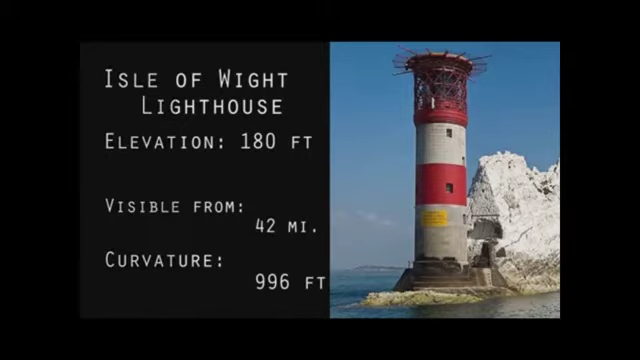 Isle of Wight
Lighthouse
Elevation: 180 ft
Visible from:
42 mi.
Curvature:
996 ft